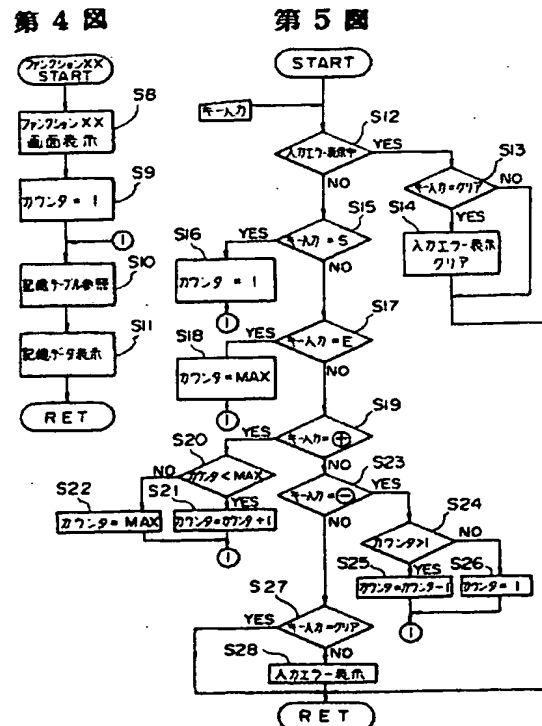 第4図
ファンクションXX
START
S8
ファンクションXX
画面表示
S9
カウンタ = 1
①
S10
記憶テーブル参照
S11
記憶データ表示
RET
第5図
START
キー入力
S12
入力エラー表示中
YES
NO
S13
キー入力=クリア
NO
YES
S14
入力エラー表示
クリア
S15
キー入力 = S
YES
NO
S16
カウンタ = 1
①
S17
キー入力 = E
YES
NO
S18
カウンタ = MAX
①
S19
キー入力 = ⊕
YES
NO
S20
カウンタ < MAX
NO
YES
S22
カウンタ = MAX
S21
カウンタ=カウンタ+1
①
S23
キー入力 = ⊖
YES
NO
S24
カウンタ>1
NO
YES
S25
カウンタ=カウンタ-1
S26
カウンタ = 1
①
S27
キー入力=クリア
YES
NO
S28
入力エラー表示
RET